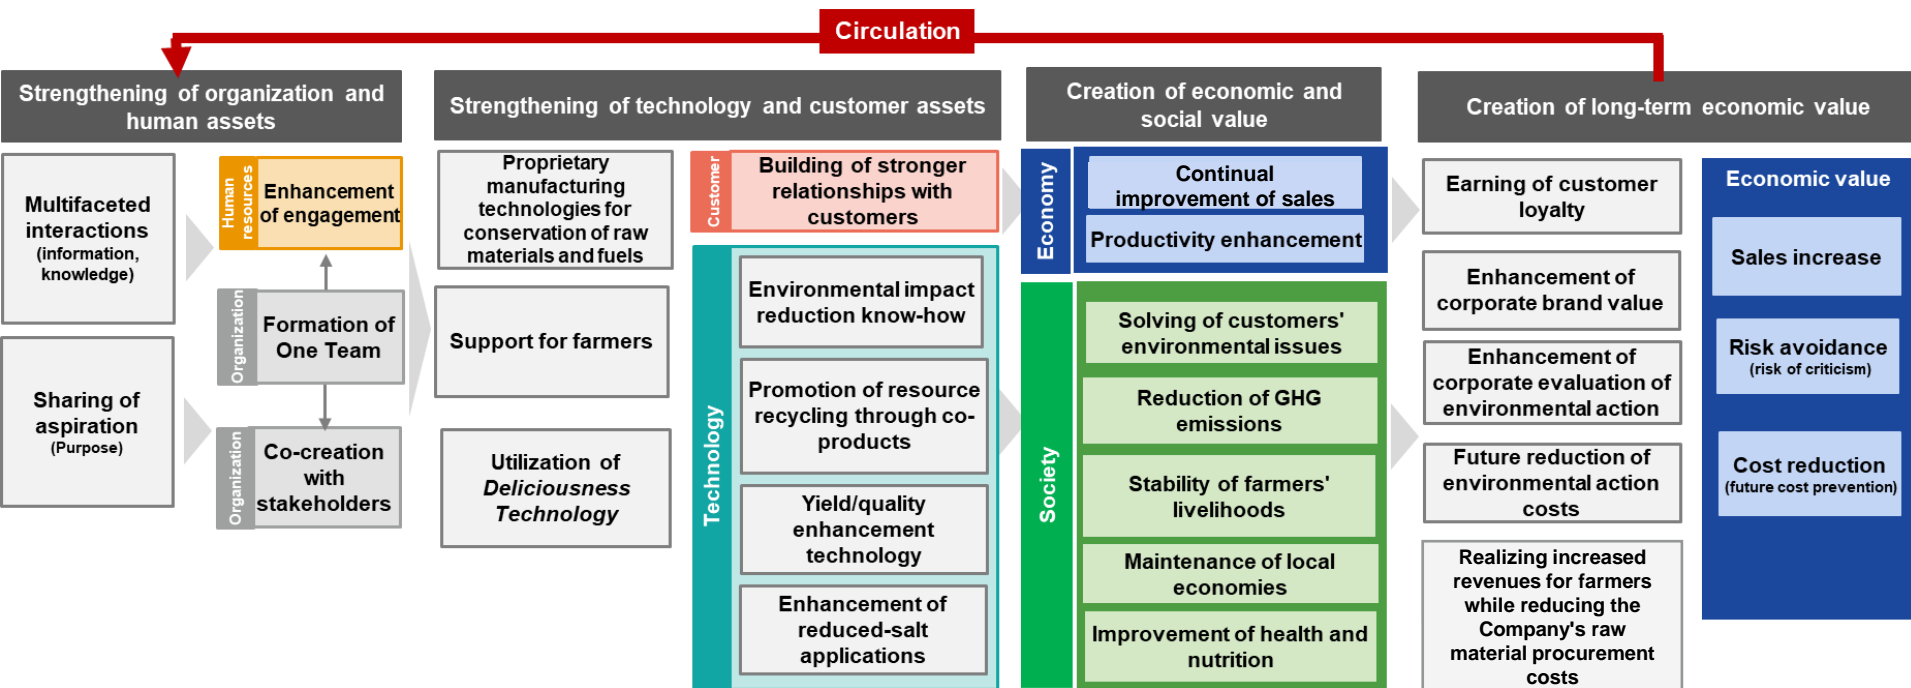 Circulation
Strengthening of organization and
human assets
Strengthening of technology and customer assets
Creation of economic and
social value
Creation of long-term economic value
Multifaceted
interactions
(information,
knowledge)
Sharing of
aspiration
(Purpose)
Human
resources
Enhancement
of engagement
Organization
Formation of
One Team
Organization
Co-creation
with
stakeholders
Proprietary
manufacturing
technologies for
conservation of raw
materials and fuels
Support for farmers
Utilization of
Deliciousness
Technology
Customer
Building of stronger
relationships with
customers
Technology
Environmental impact
reduction know-how
Promotion of resource
recycling through co-
products
Yield/quality
enhancement
technology
Enhancement of
reduced-salt
applications
Economy
Continual
improvement of sales
Productivity enhancement
Society
Solving of customers'
environmental issues
Reduction of GHG
emissions
Stability of farmers'
livelihoods
Maintenance of local
economies
Improvement of health and
nutrition
Earning of customer
loyalty
Enhancement of
corporate brand value
Enhancement of
corporate evaluation of
environmental action
Future reduction of
environmental action
costs
Realizing increased
revenues for farmers
while reducing the
Company's raw
material procurement
costs
Economic value
Sales increase
Risk avoidance
(risk of criticism)
Cost reduction
(future cost prevention)